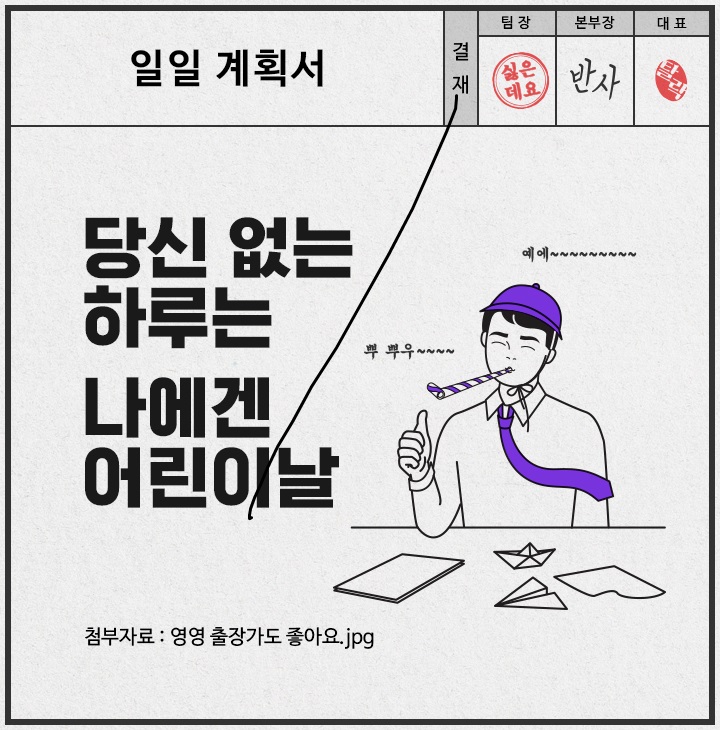 일일 계획서
결
재
팀 장
본부장
대 표
싫은
데요
반사
메롱
당신 없는
하루는
나에겐
어린이날
예에~~~~~~~~~
뿌 뿌우~~~~
첨부자료 : 영영 출장가도 좋아요.jpg